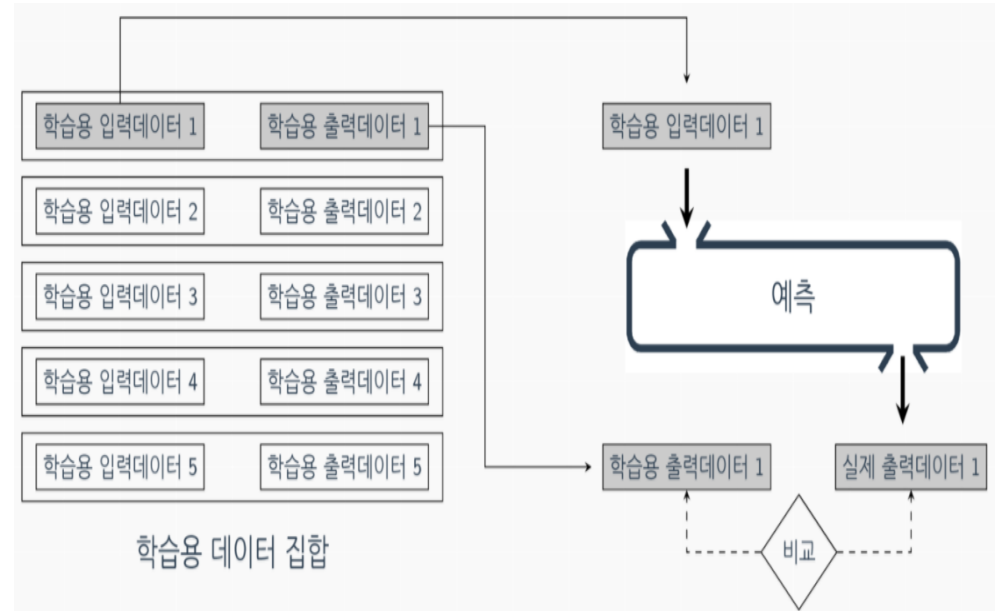 학습용 입력데이터 1 학습용 출력데이터 1
학습용 입력데이터 2 학습용 출력데이터 2
학습용 입력데이터 3 학습용 출력데이터 3
학습용 입력데이터 4 학습용 출력데이터 4
학습용 입력데이터 5 학습용 출력데이터 5
학습용 데이터 집합
학습용 입력데이터 1
예측
학습용 출력데이터 1 실제 출력데이터 1
비교